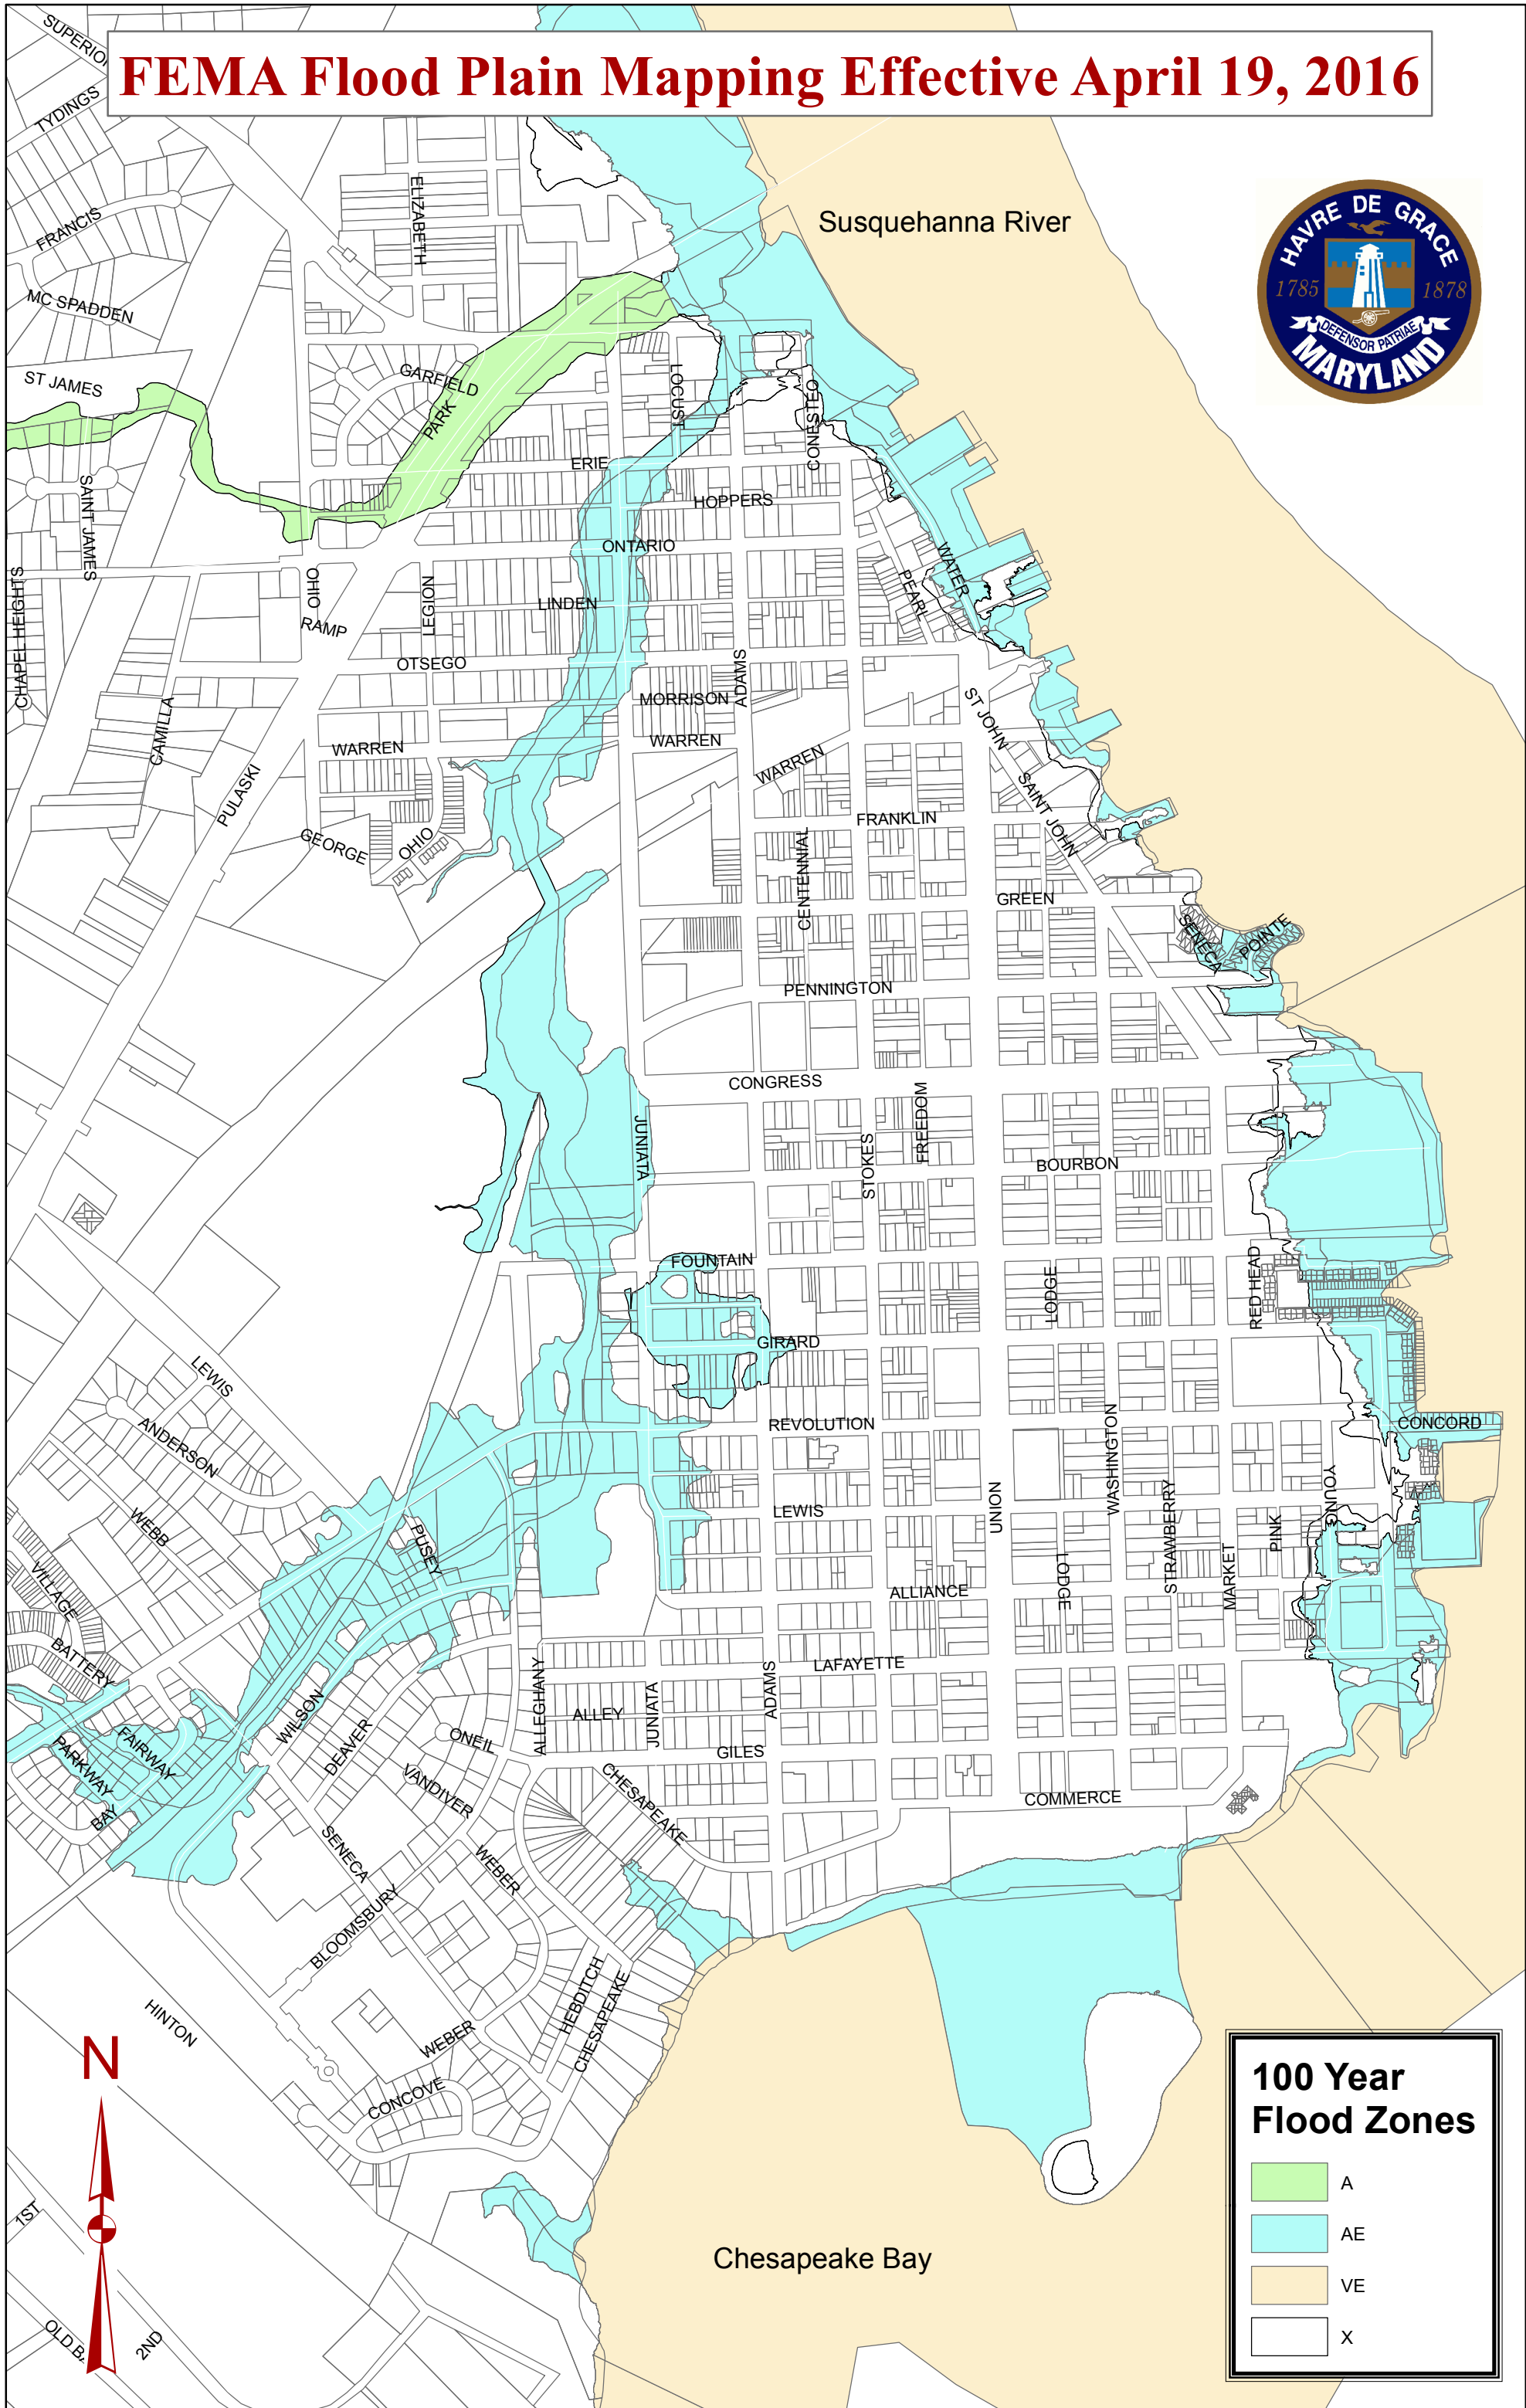 FEMA Flood Plain Mapping Effective April 19, 2016
SUPERIO
TYDINGS
FRANCIS
MC SPADDEN
ELIZABETH
Susquehanna River
HAVRE DE GRACE
1785
1878
DEFENSOR PATRIAE
MARYLAND
ST JAMES
GARFIELD
PARK
LOCUST
CONESTEO
ERIE
HOPPERS
SAINT JAMES
ONTARIO
WATER
PEARL
CHAPEL HEIGHTS
OHIO
LEGION
LINDEN
RAMP
OTSEGO
MORRISON
ADAMS
ST JOHN
CAMILLA
WARREN
WARREN
WARREN
PULASKI
SAINT JOHN
FRANKLIN
GEORGE
OHIO
CENTENNIAL
GREEN
SENECA
POINTE
PENNINGTON
CONGRESS
JUNIATA
FREEDOM
STOKES
BOURBON
FOUNTAIN
LODGE
RED HEAD
GIRARD
LEWIS
ANDERSON
REVOLUTION
WASHINGTON
CONCORD
WEBB
PUSEY
LEWIS
UNION
STRAWBERRY
YOUNG
PINK
MARKET
LODGE
VILLAGE
ALLIANCE
BATTERY
LAFAYETTE
ALLEGHANY
JUNIATA
ADAMS
ALLEY
WILSON
DEAVER
ONEIL
FAIRWAY
PARKWAY
BAY
GILES
VANDIVER
CHESAPEAKE
COMMERCE
SENECA
WEBER
BLOOMSBURY
HEBDITCH
CHESAPEAKE
HINTON
WEBER
CONCOVE
N
1ST
2ND
OLD BA
Chesapeake Bay
100 Year
Flood Zones
A
AE
VE
X